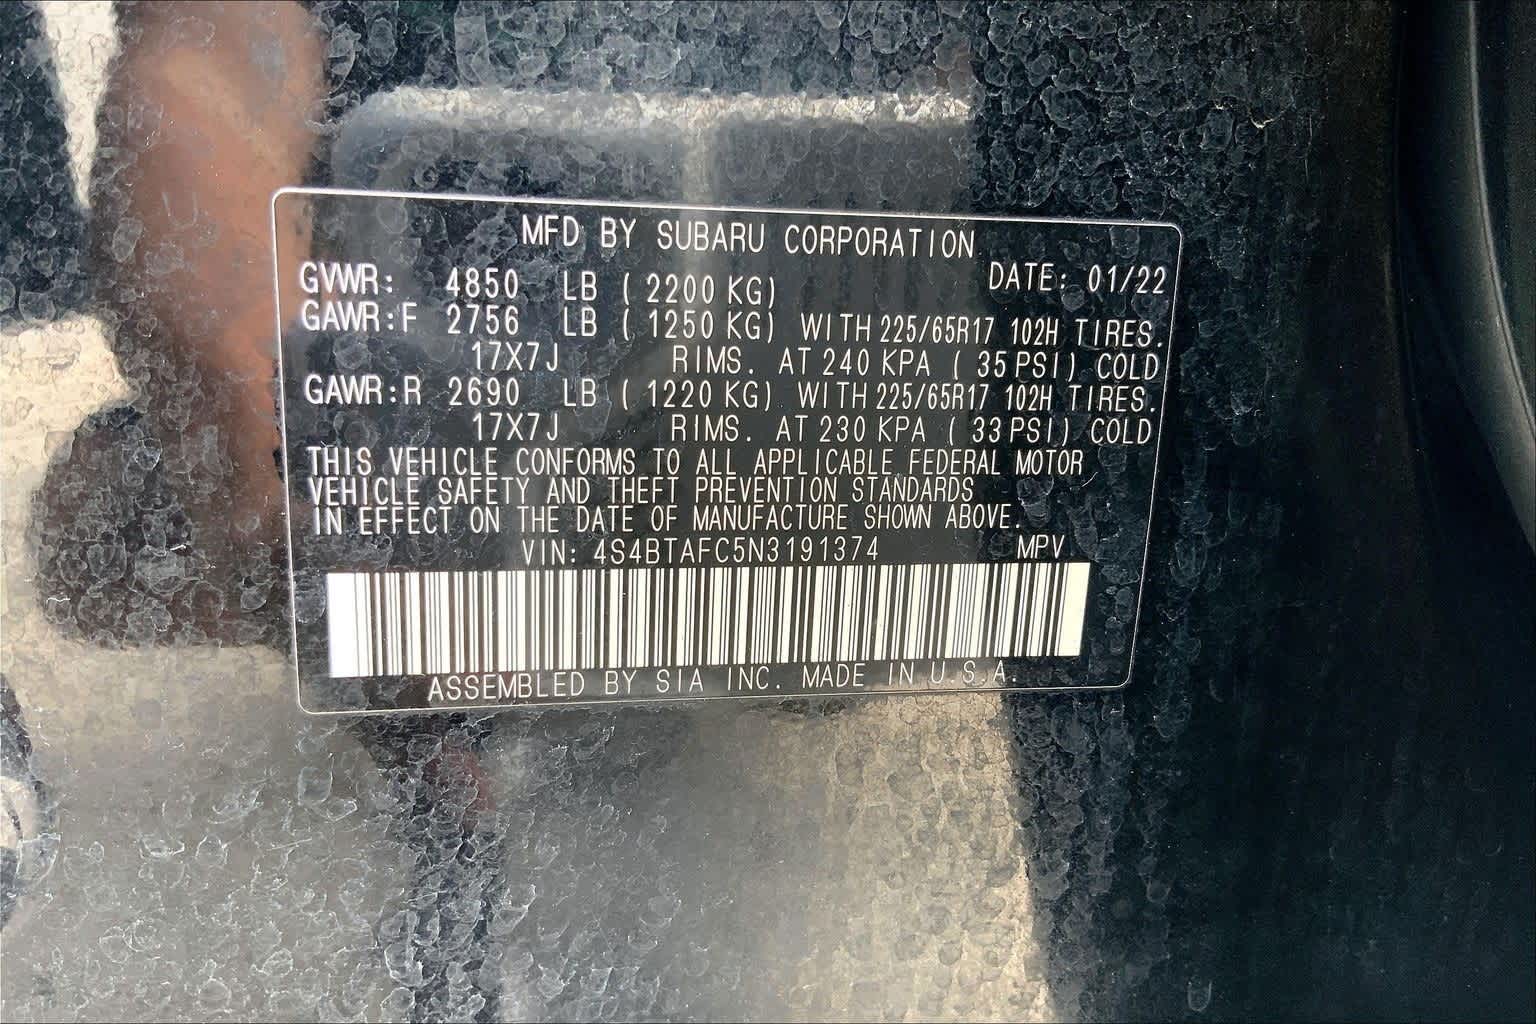 MFD BY SUBARU CORPORATION
GVWR: 4850 LB ( 2200 KG) DATE: 01/22
GAWR:F 2756 LB ( 1250 KG) WITH 225/65R17 102H TIRES.
17X7J RIMS. AT 240 KPA ( 35 PSI) COLD
GAWR:R 2690 LB ( 1220 KG) WITH 225/65R17 102H TIRES.
17X7J RIMS. AT 230 KPA ( 33 PSI) COLD
THIS VEHICLE CONFORMS TO ALL APPLICABLE FEDERAL MOTOR
VEHICLE SAFETY AND THEFT PREVENTION STANDARDS
IN EFFECT ON THE DATE OF MANUFACTURE SHOWN ABOVE.
VIN: 4S4BTAFC5N3191374 MPV
ASSEMBLED BY SIA INC. MADE IN U.S.A.